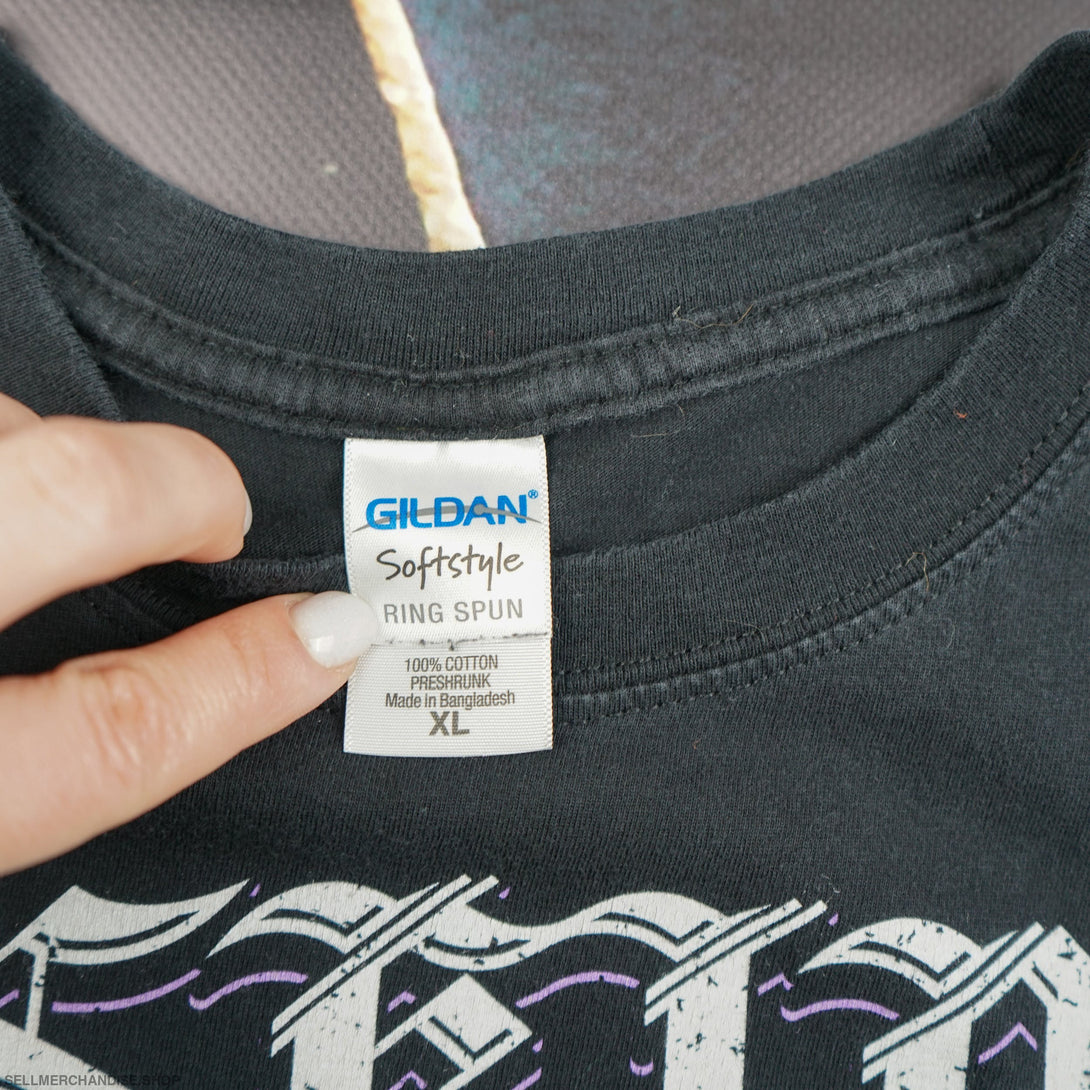 GILDAN®
Softstyle
RING SPUN
100% COTTON
PRESHRUNK
Made in Bangladesh
XL
SELLMERCHANDISE.SHOP